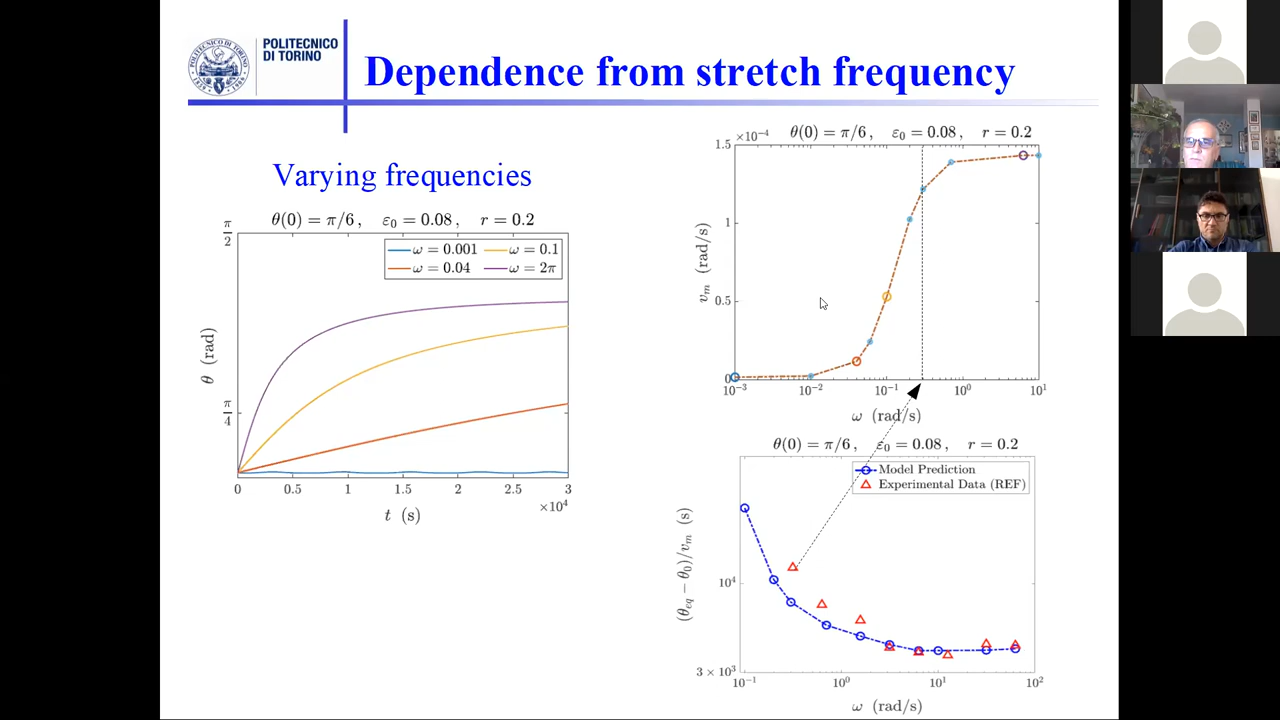 POLITECNICO
DI TORINO
Dependence from stretch frequency
Varying frequencies
θ(0) = π/6, ε₀ = 0.08, r = 0.2
π/2
ω = 0.001
ω = 0.1
ω = 0.04
ω = 2π
θ (rad)
π/4
0 0.5 1 1.5 2 2.5 3
×10⁴
t (s)
×10⁻⁴ θ(0) = π/6, ε₀ = 0.08, r = 0.2
1.5
1
vₘ (rad/s)
0.5
0
10⁻³ 10⁻² 10⁻¹ 10⁰ 10¹
ω (rad/s)
θ(0) = π/6, ε₀ = 0.08, r = 0.2
Model Prediction
Experimental Data (REF)
(θeq − θ₀)/vₘ (s)
10⁴
3 × 10³
10⁻¹ 10⁰ 10¹ 10²
ω (rad/s)